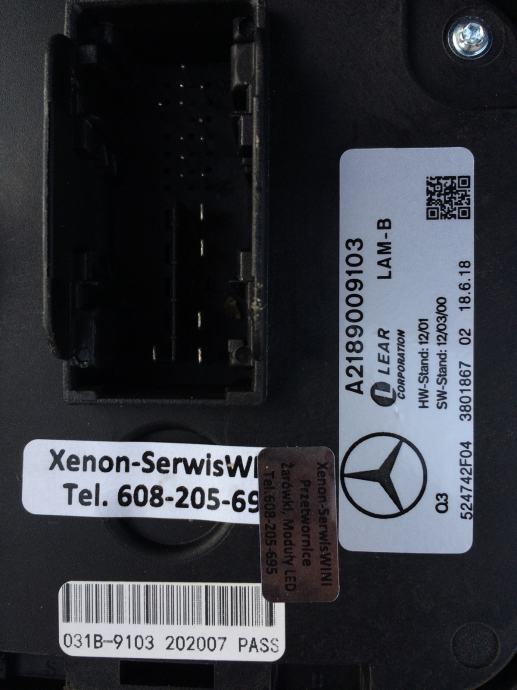 A2189009103
LAM-B
LEAR
CORPORATION
HW-Stand: 12/01
SW-Stand: 12/03/00
Q3
524742F04 3801867 02 18.6.18
Xenon-SerwisWI
Tel. 608-205-69
Xenon-SerwisWINI
Przetwornice
Żarówki, Moduły LED
Tel. 608-205-695
031B-9103 202007 PASS